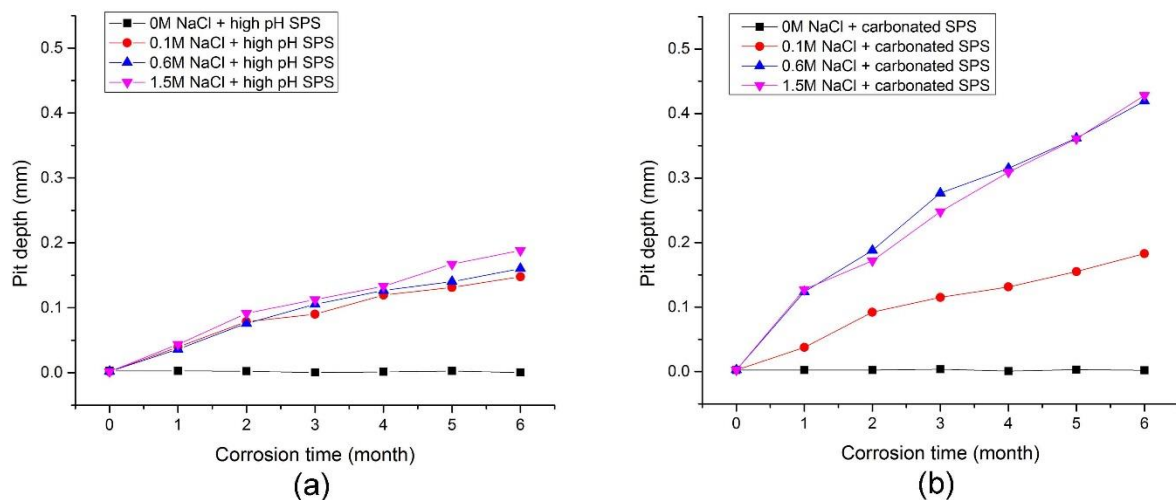 0M NaCl + high pH SPS
0.1M NaCl + high pH SPS
0.6M NaCl + high pH SPS
1.5M NaCl + high pH SPS
0.5
0.4
0.3
0.2
0.1
0.0
Pit depth (mm)
0 1 2 3 4 5 6
Corrosion time (month)
(a)
0M NaCl + carbonated SPS
0.1M NaCl + carbonated SPS
0.6M NaCl + carbonated SPS
1.5M NaCl + carbonated SPS
0.5
0.4
0.3
0.2
0.1
0.0
Pit depth (mm)
0 1 2 3 4 5 6
Corrosion time (month)
(b)